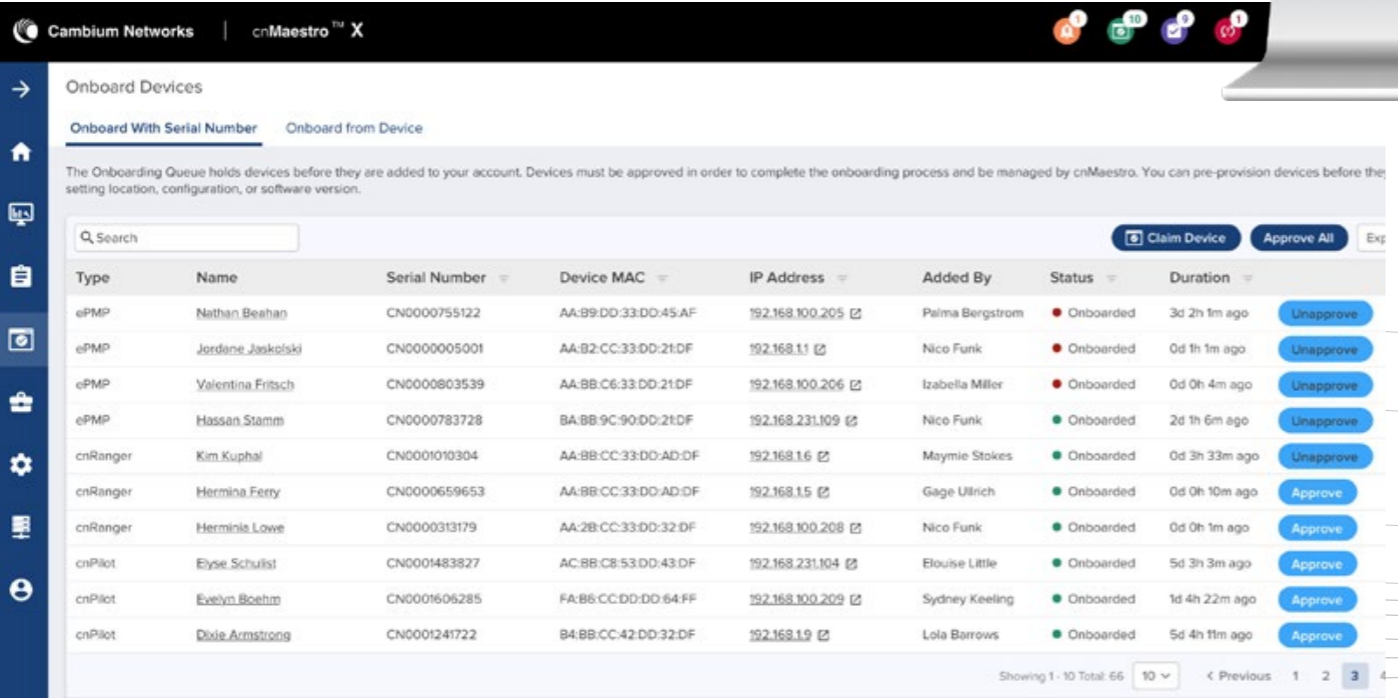 Cambium Networks | cnMaestro™ X 1 10 9 1
Onboard Devices
Onboard With Serial Number Onboard from Device
The Onboarding Queue holds devices before they are added to your account. Devices must be approved in order to complete the onboarding process and be managed by cnMaestro. You can pre-provision devices before they
setting location, configuration, or software version.
Search Claim Device Approve All Exp
Type Name Serial Number Device MAC IP Address Added By Status Duration
ePMP Nathan Beahan CN0000755122 AA:B9:DD:33:DD:45:AF 192.168.100.205 Palma Bergstrom Onboarded 3d 2h 1m ago Unapprove
ePMP Jordane Jaskolski CN0000005001 AA:B2:CC:33:DD:21:DF 192.168.1.1 Nico Funk Onboarded 0d 1h 1m ago Unapprove
ePMP Valentina Fritsch CN0000803539 AA:BB:C6:33:DD:21:DF 192.168.100.206 Izabella Miller Onboarded 0d 0h 4m ago Unapprove
ePMP Hassan Stamm CN0000783728 BA:BB:9C:90:DD:21:DF 192.168.231.109 Nico Funk Onboarded 2d 1h 6m ago Unapprove
cnRanger Kim Kuphal CN0001010304 AA:BB:CC:33:DD:AD:DF 192.168.1.6 Maymie Stokes Onboarded 0d 3h 33m ago Unapprove
cnRanger Hermina Ferry CN0000659653 AA:BB:CC:33:DD:AD:DF 192.168.1.5 Gage Ullrich Onboarded 0d 0h 10m ago Approve
cnRanger Herminia Lowe CN0000313179 AA:2B:CC:33:DD:32:DF 192.168.100.208 Nico Funk Onboarded 0d 0h 1m ago Approve
cnPilot Elyse Schulist CN0001483827 AC:BB:C8:53:DD:43:DF 192.168.231.104 Elouise Little Onboarded 5d 3h 3m ago Approve
cnPilot Evelyn Boehm CN0001606285 FA:B6:CC:DD:DD:64:FF 192.168.100.209 Sydney Keeling Onboarded 1d 4h 22m ago Approve
cnPilot Dixie Armstrong CN0001241722 B4:BB:CC:42:DD:32:DF 192.168.1.9 Lola Barrows Onboarded 5d 4h 11m ago Approve
Showing 1 - 10 Total: 66 10 < Previous 1 2 3 4